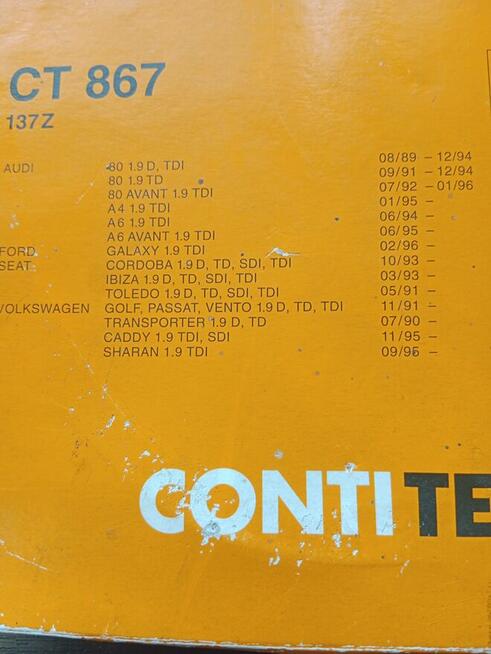 CT 867
137Z
AUDI 80 1.9 D, TDI 08/89 - 12/94
80 1.9 TD 09/91 - 12/94
80 AVANT 1.9 TDI 07/92 - 01/96
A4 1.9 TDI 01/95 -
A6 1.9 TDI 06/94 -
A6 AVANT 1.9 TDI 06/95 -
FORD GALAXY 1.9 TDI 02/96 -
SEAT CORDOBA 1.9 D, TD, SDI, TDI 10/93 -
IBIZA 1.9 D, TD, SDI, TDI 03/93 -
TOLEDO 1.9 D, TD, SDI, TDI 05/91 -
VOLKSWAGEN GOLF, PASSAT, VENTO 1.9 D, TD, TDI 11/91 -
TRANSPORTER 1.9 D, TD 07/90 -
CADDY 1.9 TDI, SDI 11/95 -
SHARAN 1.9 TDI 09/95 -
CONTITE